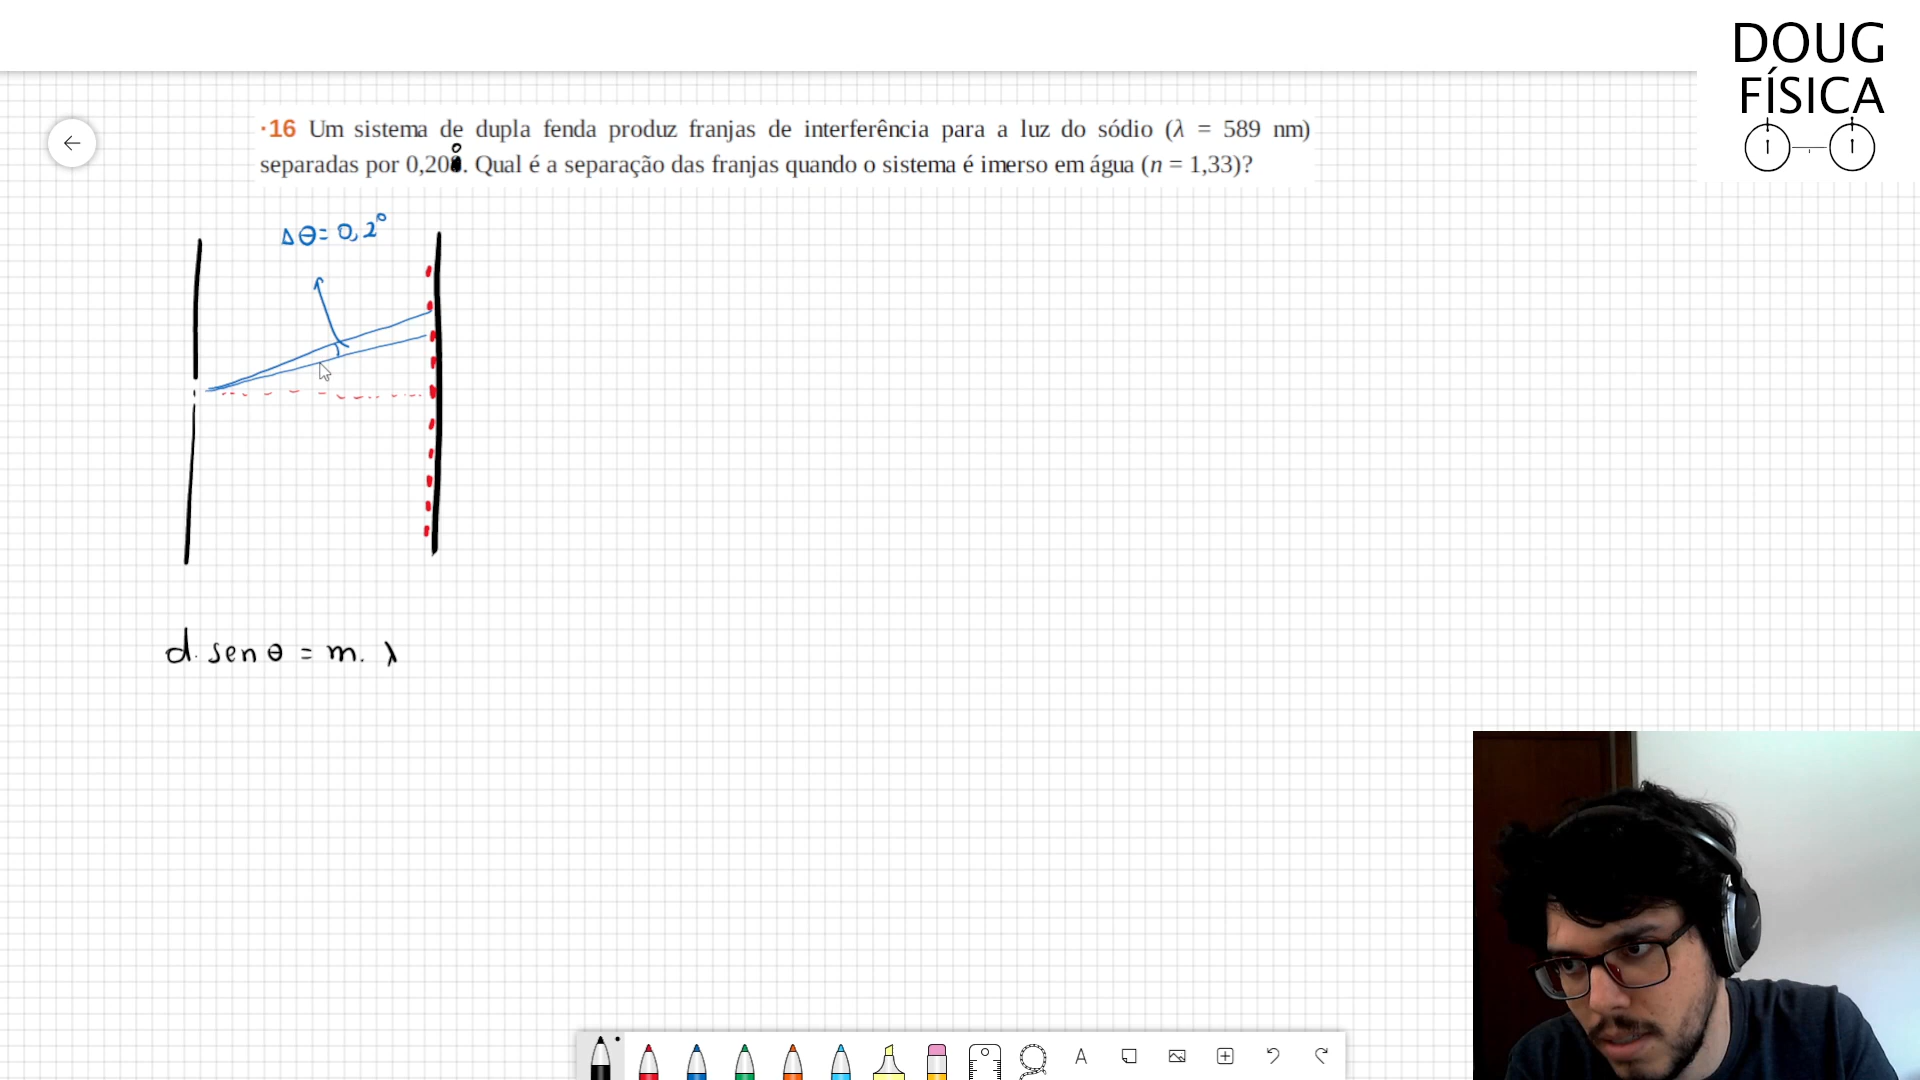 DOUG
FÍSICA
·16 Um sistema de dupla fenda produz franjas de interferência para a luz do sódio (λ = 589 nm)
separadas por 0,20°. Qual é a separação das franjas quando o sistema é imerso em água (n = 1,33)?
Δθ = 0,2°
d. sen θ = m. λ